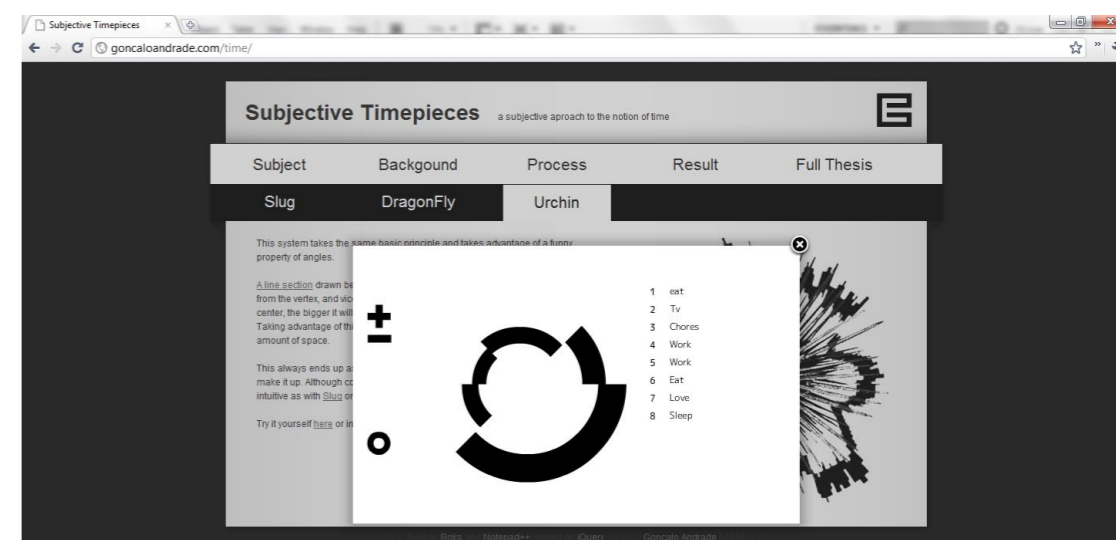 Subjective Timepieces
goncaloandrade.com/time/
Subjective Timepieces a subjective aproach to the notion of time
Subject Backgound Process Result Full Thesis
Slug DragonFly Urchin
This system takes the same basic principle and takes advantage of a funny
property of angles.
A line section drawn be
from the vertex, and vic
center, the bigger it will
Taking advantage of thi
amount of space.
This always ends up a
make it up. Although co
intuitive as with Slug or
Try it yourself here or in
1 eat
2 Tv
3 Chores
4 Work
5 Work
6 Eat
7 Love
8 Sleep
Boks Notepad++ jQuery Goncalo Andrade